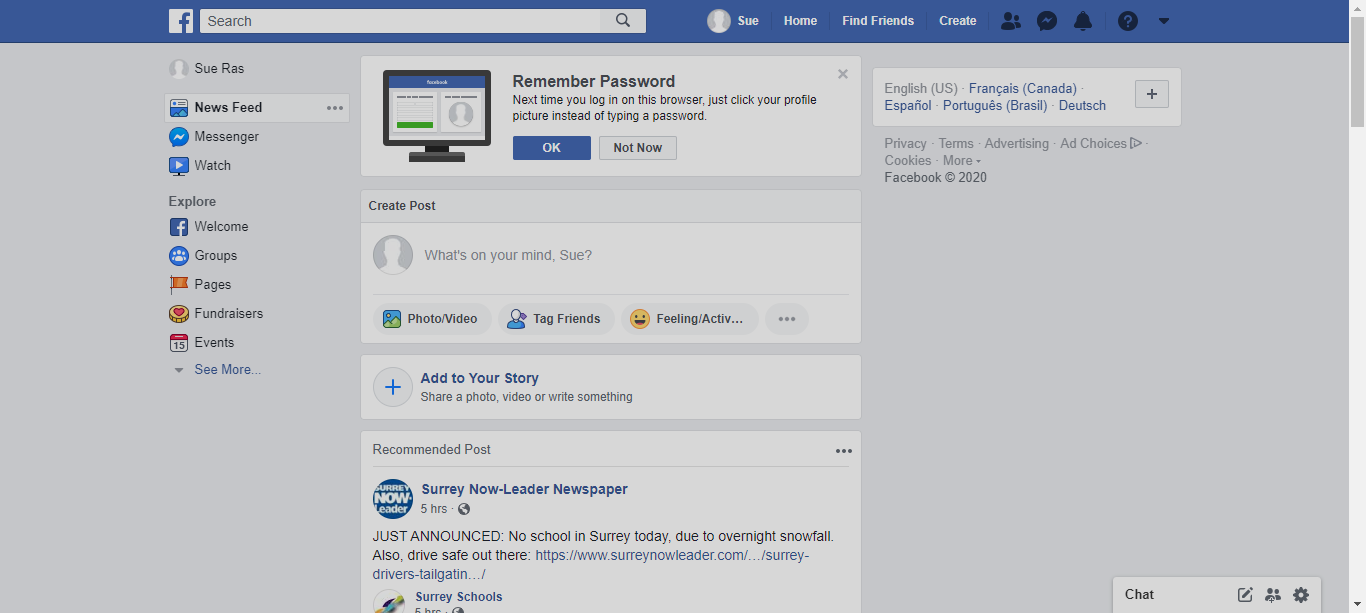 Search
Sue
Home
Find Friends
Create
Sue Ras
News Feed
Messenger
Watch
Explore
Welcome
Groups
Pages
Fundraisers
15
Events
See More...
facebook
Remember Password
Next time you log in on this browser, just click your profile
picture instead of typing a password.
OK
Not Now
Create Post
What's on your mind, Sue?
Photo/Video
Tag Friends
Feeling/Activ...
Add to Your Story
Share a photo, video or write something
Recommended Post
SURREY
NOW-
Leader
Surrey Now-Leader Newspaper
5 hrs ·
JUST ANNOUNCED: No school in Surrey today, due to overnight snowfall.
Also, drive safe out there: https://www.surreynowleader.com/…/surrey-
drivers-tailgatin…/
Surrey Schools
5 hrs ·
English (US) · Français (Canada) ·
Español · Português (Brasil) · Deutsch
Privacy · Terms · Advertising · Ad Choices ·
Cookies · More
Facebook © 2020
Chat